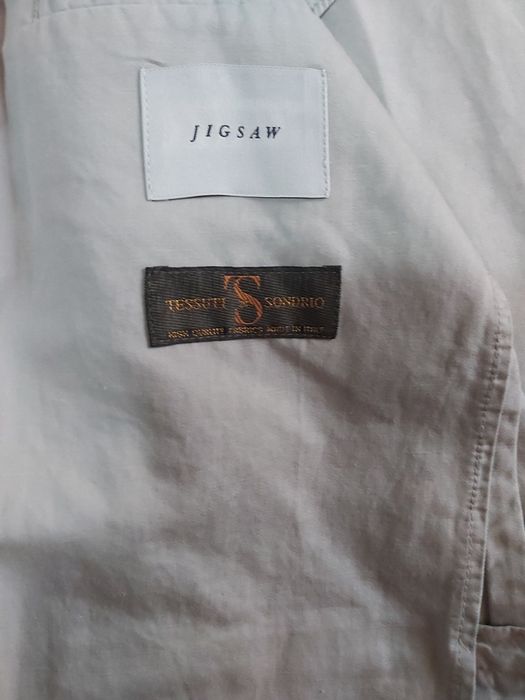 JIGSAW
TESSUTI TS SONDRIO
HIGH QUALITY FABRICS MADE IN ITALY